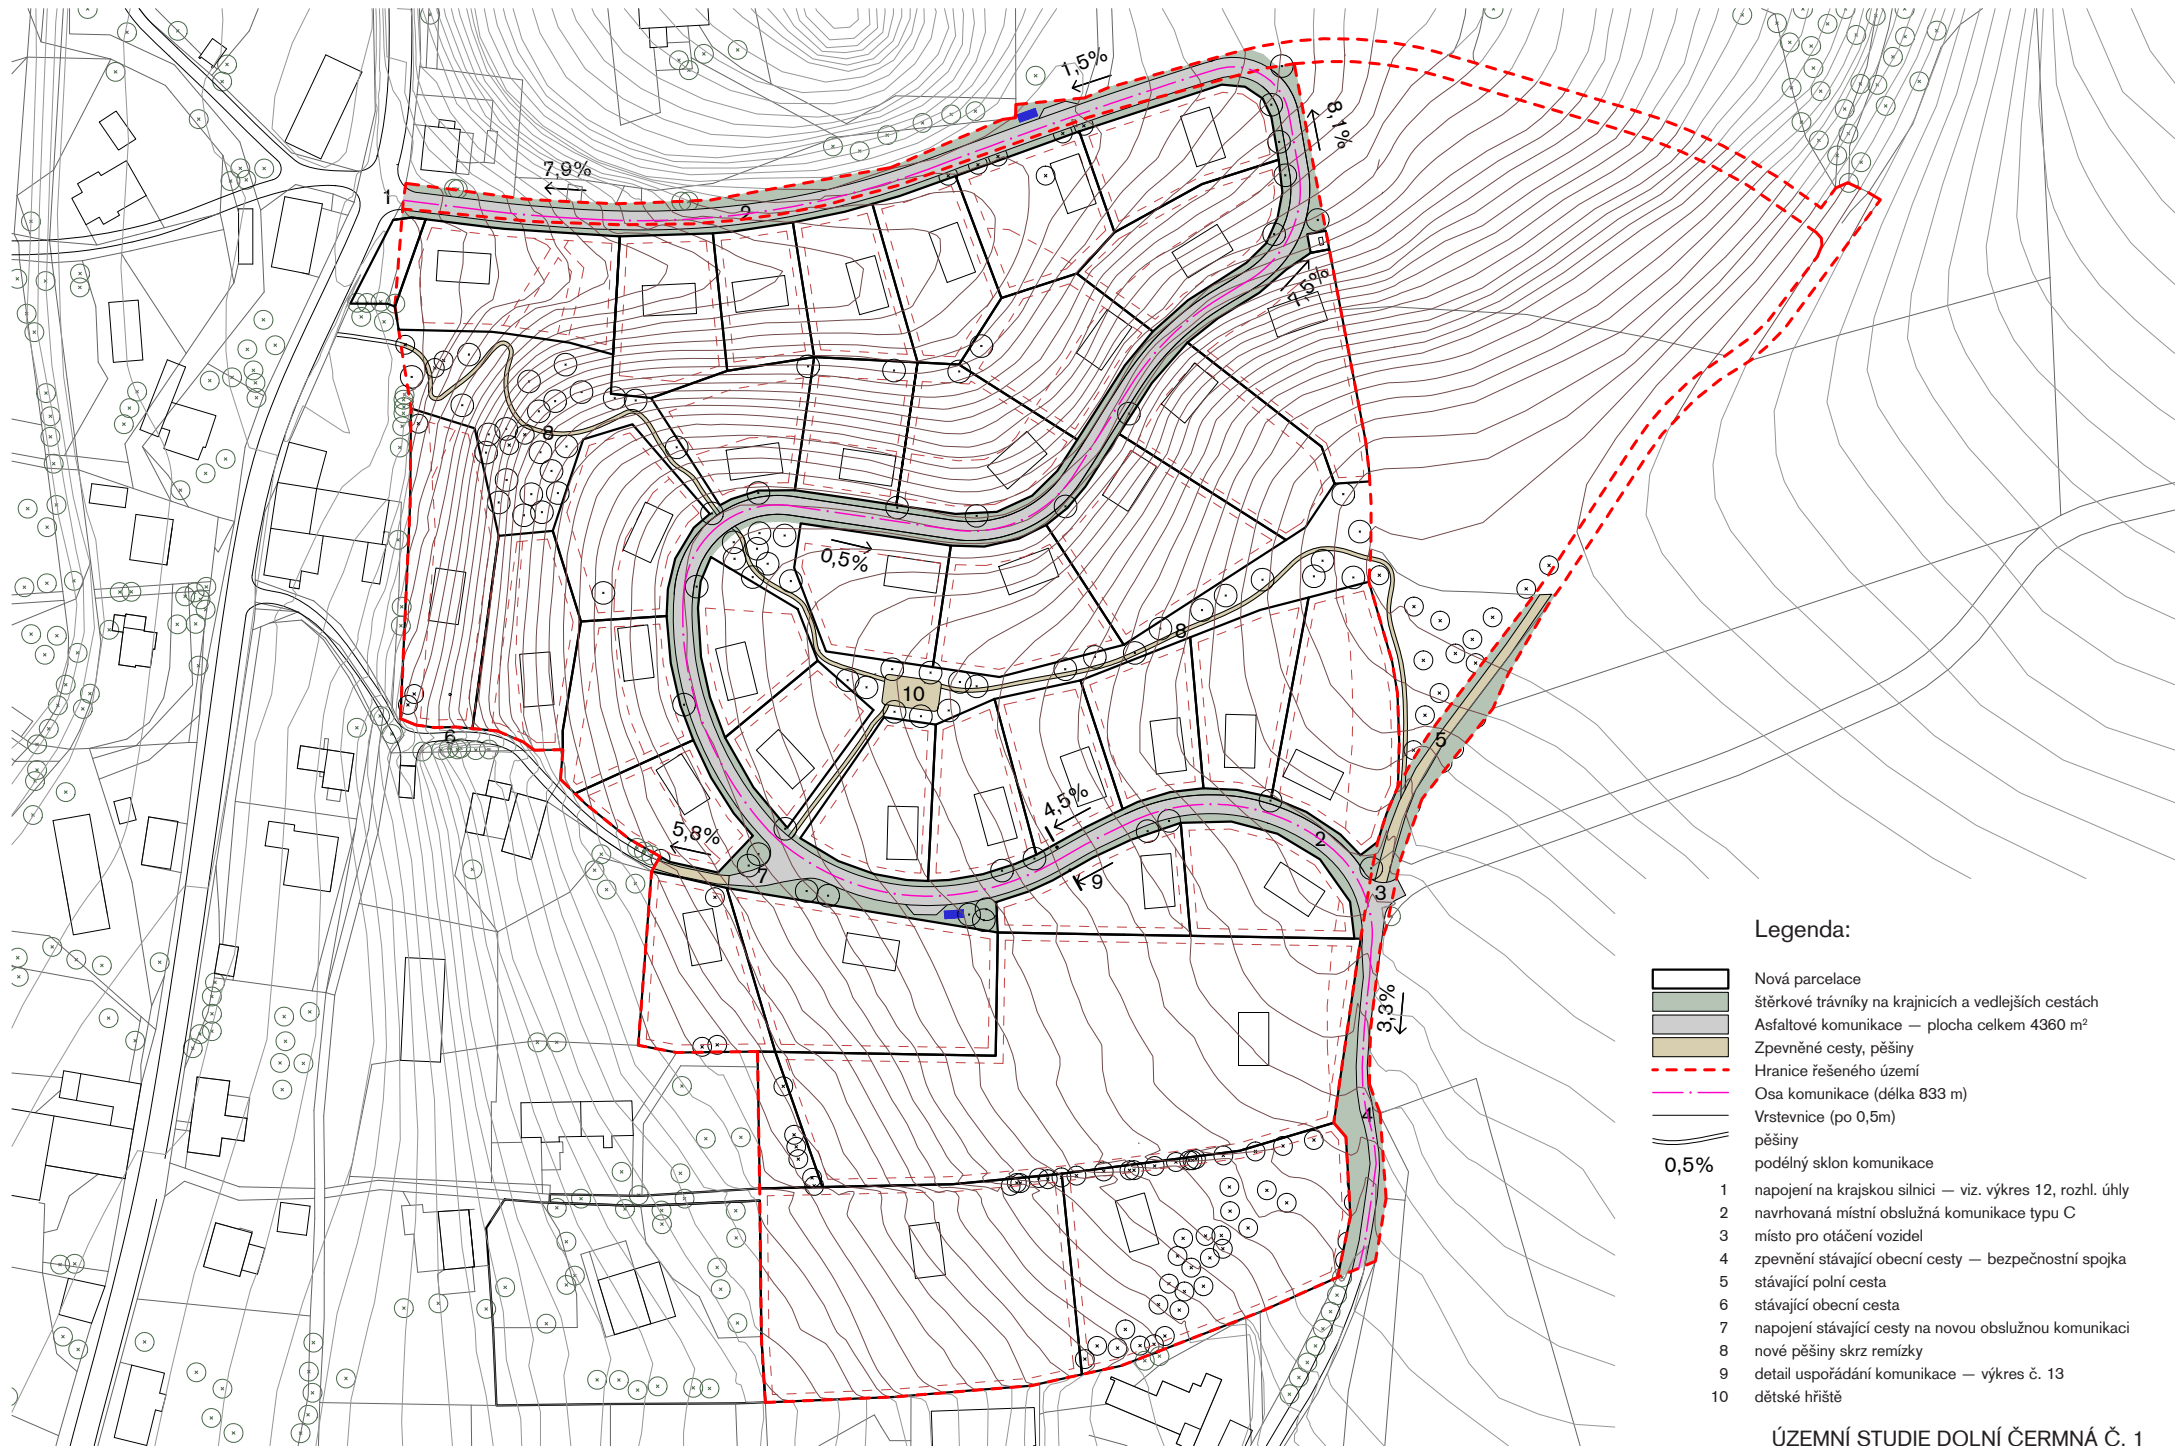 1,5%
8,1%
7,9%
1
2
7,5%
8
0,5%
8
10
6
5
4,5%
5,8%
2
7
9
3
3,3%
4
Legenda:
Nová parcelace
štěrkové trávníky na krajnicích a vedlejších cestách
Asfaltové komunikace — plocha celkem 4360 m²
Zpevněné cesty, pěšiny
Hranice řešeného území
Osa komunikace (délka 833 m)
Vrstevnice (po 0,5m)
pěšiny
0,5% podélný sklon komunikace
1 napojení na krajskou silnici — viz. výkres 12, rozhl. úhly
2 navrhovaná místní obslužná komunikace typu C
3 místo pro otáčení vozidel
4 zpevnění stávající obecní cesty — bezpečnostní spojka
5 stávající polní cesta
6 stávající obecní cesta
7 napojení stávající cesty na novou obslužnou komunikaci
8 nové pěšiny skrz remízky
9 detail uspořádání komunikace — výkres č. 13
10 dětské hřiště
ÚZEMNÍ STUDIE DOLNÍ ČERMNÁ Č. 1